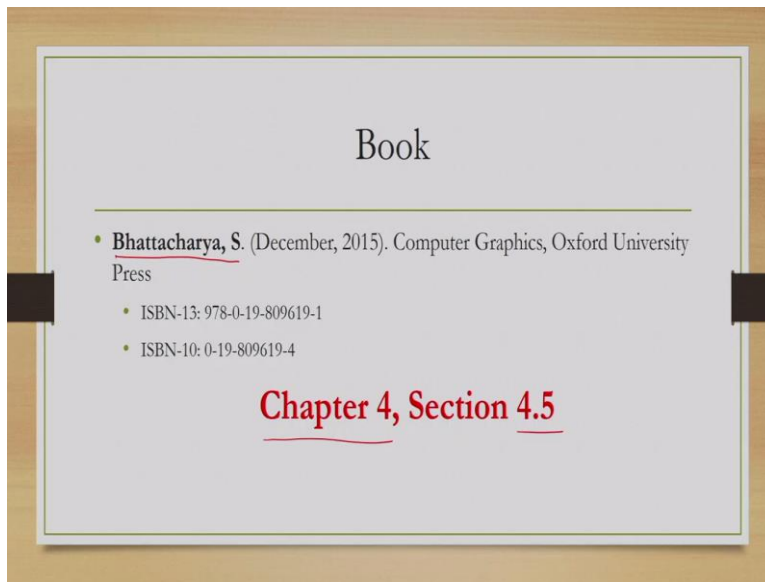 Book
• Bhattacharya, S. (December, 2015). Computer Graphics, Oxford University
Press
• ISBN-13: 978-0-19-809619-1
• ISBN-10: 0-19-809619-4
Chapter 4, Section 4.5